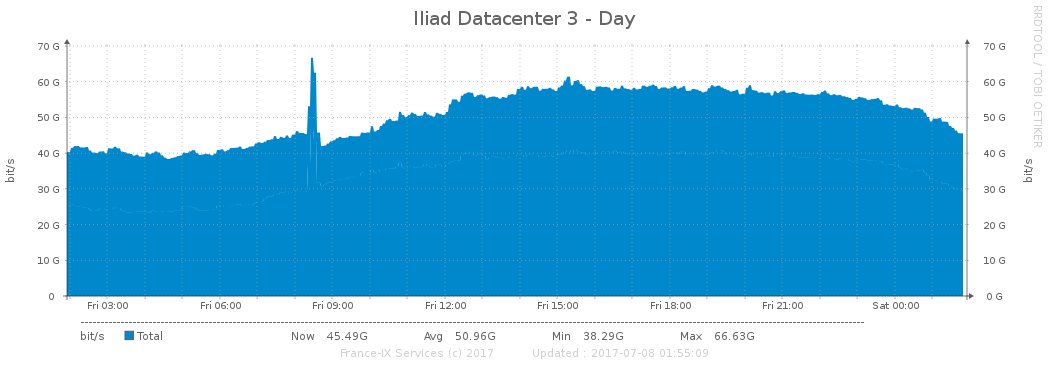 Iliad Datacenter 3 - Day
RRDTOOL / TOBI OETIKER
70 G 70 G
60 G 60 G
50 G 50 G
40 G 40 G
30 G 30 G
20 G 20 G
10 G 10 G
0 0 G
bit/s bit/s
Fri 03:00 Fri 06:00 Fri 09:00 Fri 12:00 Fri 15:00 Fri 18:00 Fri 21:00 Sat 00:00
bit/s Total Now 45.49G Avg 50.96G Min 38.29G Max 66.63G
France-IX Services (c) 2017 Updated : 2017-07-08 01:55:09